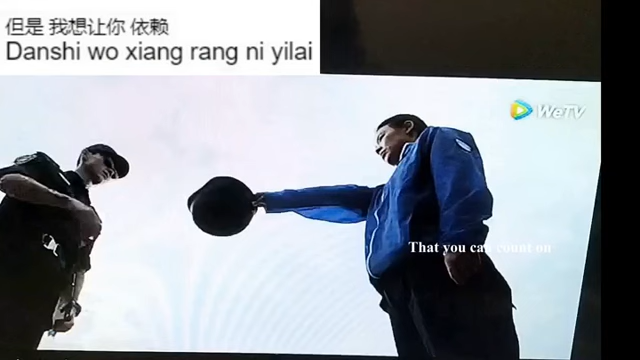 但是 我想让你 依赖
Danshi wo xiang rang ni yilai
WeTV
That you can count on